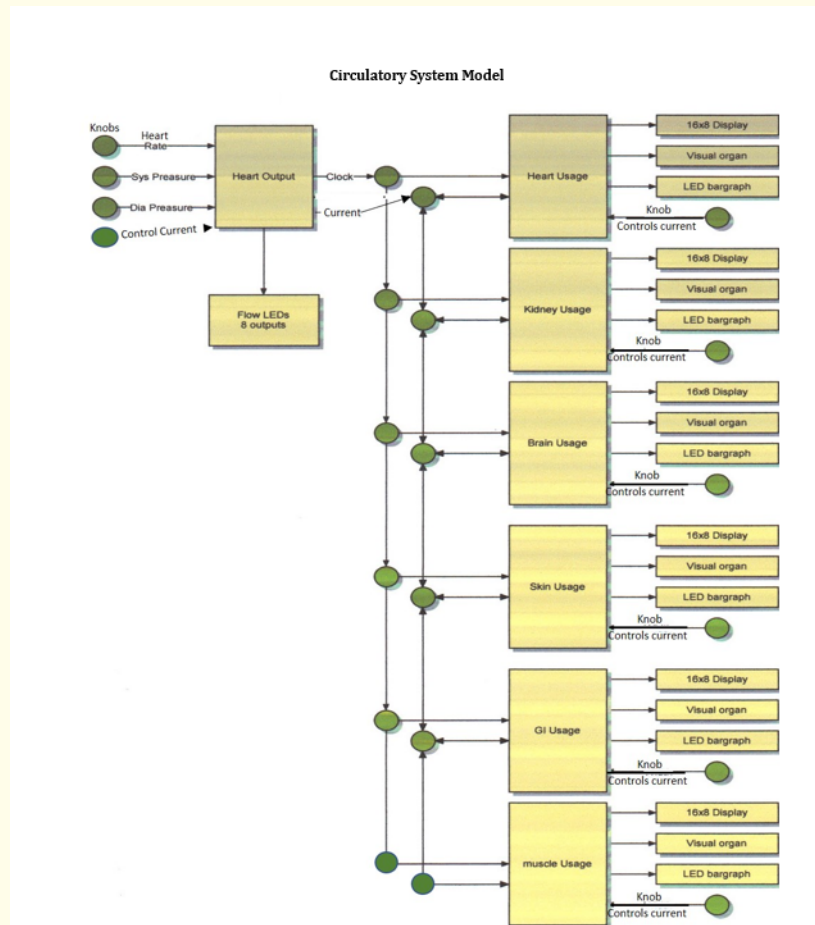 Circulatory System Model
Knobs
Heart
Rate
Sys Preasure
Dia Preasure
Control Current
Heart Output
Clock
Current
Flow LEDs
8 outputs
Heart Usage
16x8 Display
Visual organ
LED bargraph
Knob
Controls current
Kidney Usage
16x8 Display
Visual organ
LED bargraph
Knob
Controls current
Brain Usage
16x8 Display
Visual organ
LED bargraph
Knob
Controls current
Skin Usage
16x8 Display
Visual organ
LED bargraph
Knob
Controls current
GI Usage
16x8 Display
Visual organ
LED bargraph
Knob
Controls current
muscle Usage
16x8 Display
Visual organ
LED bargraph
Knob
Controls current